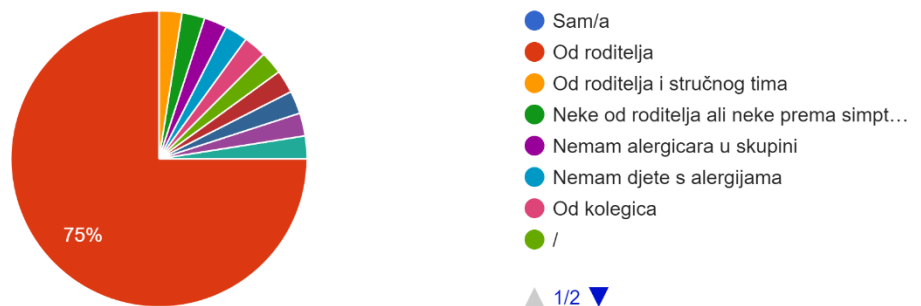 75%
Sam/a
Od roditelja
Od roditelja i stručnog tima
Neke od roditelja ali neke prema simpt…
Nemam alergicara u skupini
Nemam djete s alergijama
Od kolegica
/
1/2